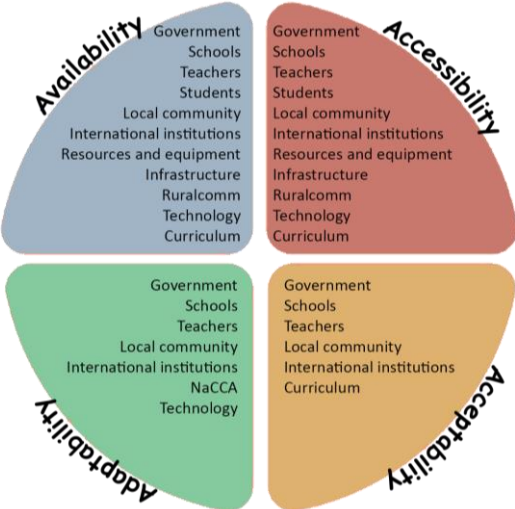 Availability
Government
Schools
Teachers
Students
Local community
International institutions
Resources and equipment
Infrastructure
Ruralcomm
Technology
Curriculum
Accessibility
Government
Schools
Teachers
Students
Local community
International institutions
Resources and equipment
Infrastructure
Ruralcomm
Technology
Curriculum
Government
Schools
Teachers
Local community
International institutions
NaCCA
Technology
Adaptability
Government
Schools
Teachers
Local community
International institutions
Curriculum
Acceptability